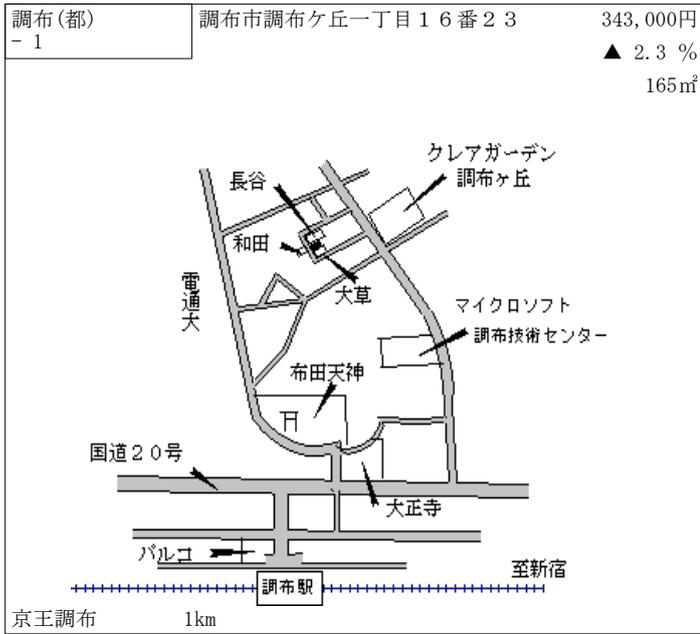 調布(都)
- 1
調布市調布ケ丘一丁目１６番２３
343,000円
▲ 2.3 %
165㎡
クレアガーデン
調布ヶ丘
長谷
和田
大草
電通大
マイクロソフト
調布技術センター
布田天神
国道２０号
大正寺
パルコ
至新宿
調布駅
京王調布 1km